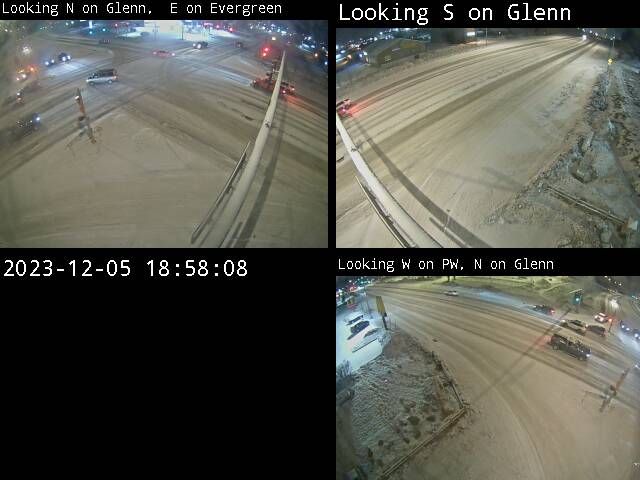 Looking N on Glenn, E on Evergreen
Looking S on Glenn
2023-12-05 18:58:08
Looking W on PW, N on Glenn